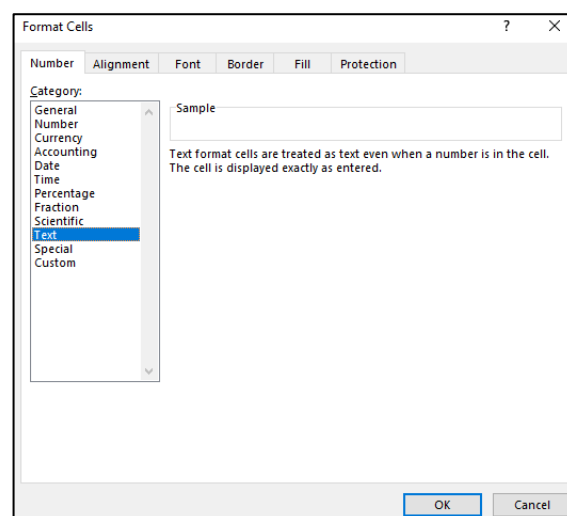 Format Cells
? X
Number Alignment Font Border Fill Protection
Category:
General
Number
Currency
Accounting
Date
Time
Percentage
Fraction
Scientific
Text
Special
Custom
Sample
Text format cells are treated as text even when a number is in the cell.
The cell is displayed exactly as entered.
OK Cancel